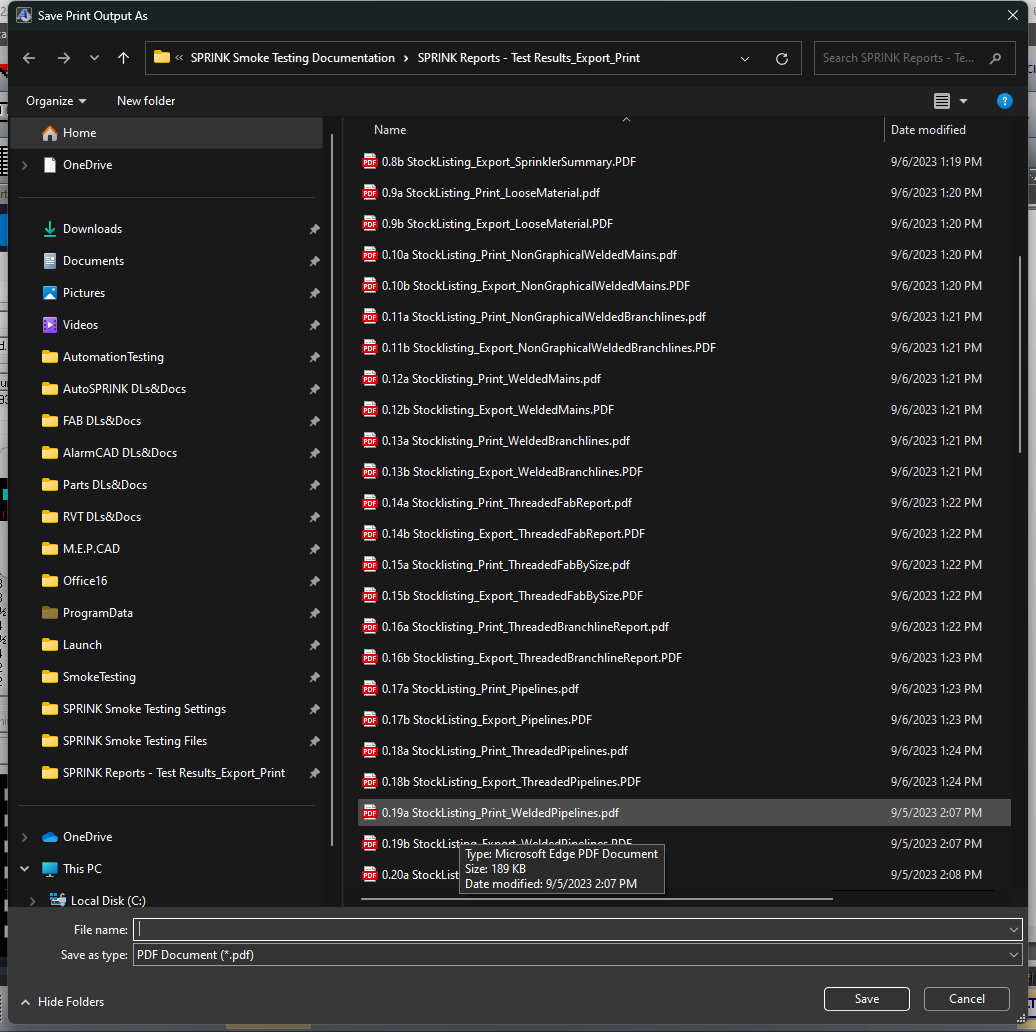 Save Print Output As
« SPRINK Smoke Testing Documentation › SPRINK Reports - Test Results_Export_Print
Search SPRINK Reports - Te...
Organize New folder
Home
OneDrive
Downloads
Documents
Pictures
Videos
AutomationTesting
AutoSPRINK DLs&Docs
FAB DLs&Docs
AlarmCAD DLs&Docs
Parts DLs&Docs
RVT DLs&Docs
M.E.P.CAD
Office16
ProgramData
Launch
SmokeTesting
SPRINK Smoke Testing Settings
SPRINK Smoke Testing Files
SPRINK Reports - Test Results_Export_Print
OneDrive
This PC
Local Disk (C:)
Name Date modified
0.8b StockListing_Export_SprinklerSummary.PDF 9/6/2023 1:19 PM
0.9a StockListing_Print_LooseMaterial.pdf 9/6/2023 1:20 PM
0.9b StockListing_Export_LooseMaterial.PDF 9/6/2023 1:20 PM
0.10a StockListing_Print_NonGraphicalWeldedMains.pdf 9/6/2023 1:20 PM
0.10b StockListing_Export_NonGraphicalWeldedMains.PDF 9/6/2023 1:20 PM
0.11a StockListing_Print_NonGraphicalWeldedBranchlines.pdf 9/6/2023 1:21 PM
0.11b Stocklisting_Export_NonGraphicalWeldedBranchlines.PDF 9/6/2023 1:21 PM
0.12a Stocklisting_Print_WeldedMains.pdf 9/6/2023 1:21 PM
0.12b Stocklisting_Export_WeldedMains.PDF 9/6/2023 1:21 PM
0.13a Stocklisting_Print_WeldedBranchlines.pdf 9/6/2023 1:21 PM
0.13b Stocklisting_Export_WeldedBranchlines.PDF 9/6/2023 1:21 PM
0.14a Stocklisting_Print_ThreadedFabReport.pdf 9/6/2023 1:22 PM
0.14b Stocklisting_Export_ThreadedFabReport.PDF 9/6/2023 1:22 PM
0.15a Stocklisting_Print_ThreadedFabBySize.pdf 9/6/2023 1:22 PM
0.15b Stocklisting_Export_ThreadedFabBySize.PDF 9/6/2023 1:22 PM
0.16a Stocklisting_Print_ThreadedBranchlineReport.pdf 9/6/2023 1:22 PM
0.16b Stocklisting_Export_ThreadedBranchlineReport.PDF 9/6/2023 1:23 PM
0.17a StockListing_Print_Pipelines.pdf 9/6/2023 1:23 PM
0.17b StockListing_Export_Pipelines.PDF 9/6/2023 1:23 PM
0.18a StockListing_Print_ThreadedPipelines.pdf 9/6/2023 1:24 PM
0.18b StockListing_Export_ThreadedPipelines.PDF 9/6/2023 1:24 PM
0.19a StockListing_Print_WeldedPipelines.pdf 9/5/2023 2:07 PM
0.19b StockListing_Export_WeldedPipelines.PDF 9/5/2023 2:07 PM
0.20a StockList 9/5/2023 2:08 PM
Type: Microsoft Edge PDF Document
Size: 189 KB
Date modified: 9/5/2023 2:07 PM
File name:
Save as type: PDF Document (*.pdf)
Hide Folders Save Cancel